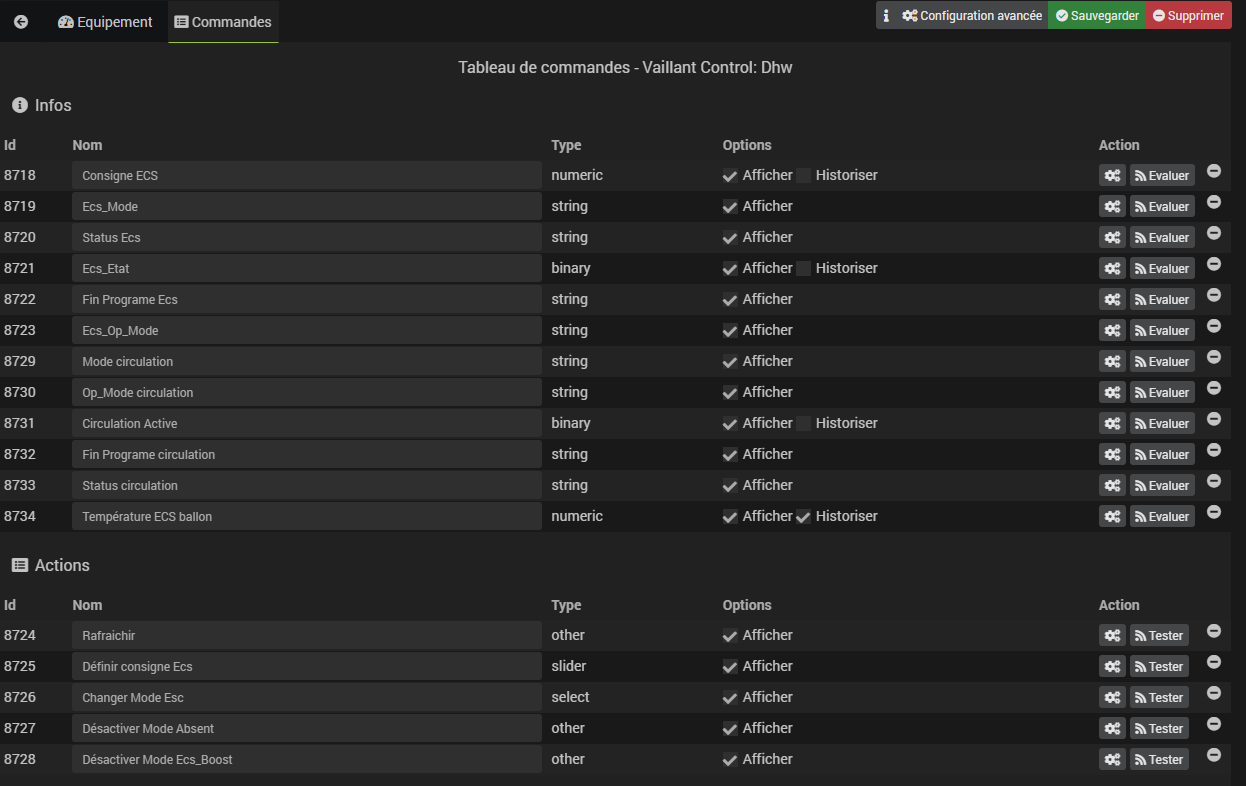 Equipement Commandes Configuration avancée Sauvegarder Supprimer
Tableau de commandes - Vaillant Control: Dhw
Infos
Id Nom Type Options Action
8718 Consigne ECS numeric Afficher Historiser Evaluer
8719 Ecs_Mode string Afficher Evaluer
8720 Status Ecs string Afficher Evaluer
8721 Ecs_Etat binary Afficher Historiser Evaluer
8722 Fin Programe Ecs string Afficher Evaluer
8723 Ecs_Op_Mode string Afficher Evaluer
8729 Mode circulation string Afficher Evaluer
8730 Op_Mode circulation string Afficher Evaluer
8731 Circulation Active binary Afficher Historiser Evaluer
8732 Fin Programe circulation string Afficher Evaluer
8733 Status circulation string Afficher Evaluer
8734 Température ECS ballon numeric Afficher Historiser Evaluer
Actions
Id Nom Type Options Action
8724 Rafraichir other Afficher Tester
8725 Définir consigne Ecs slider Afficher Tester
8726 Changer Mode Esc select Afficher Tester
8727 Désactiver Mode Absent other Afficher Tester
8728 Désactiver Mode Ecs_Boost other Afficher Tester